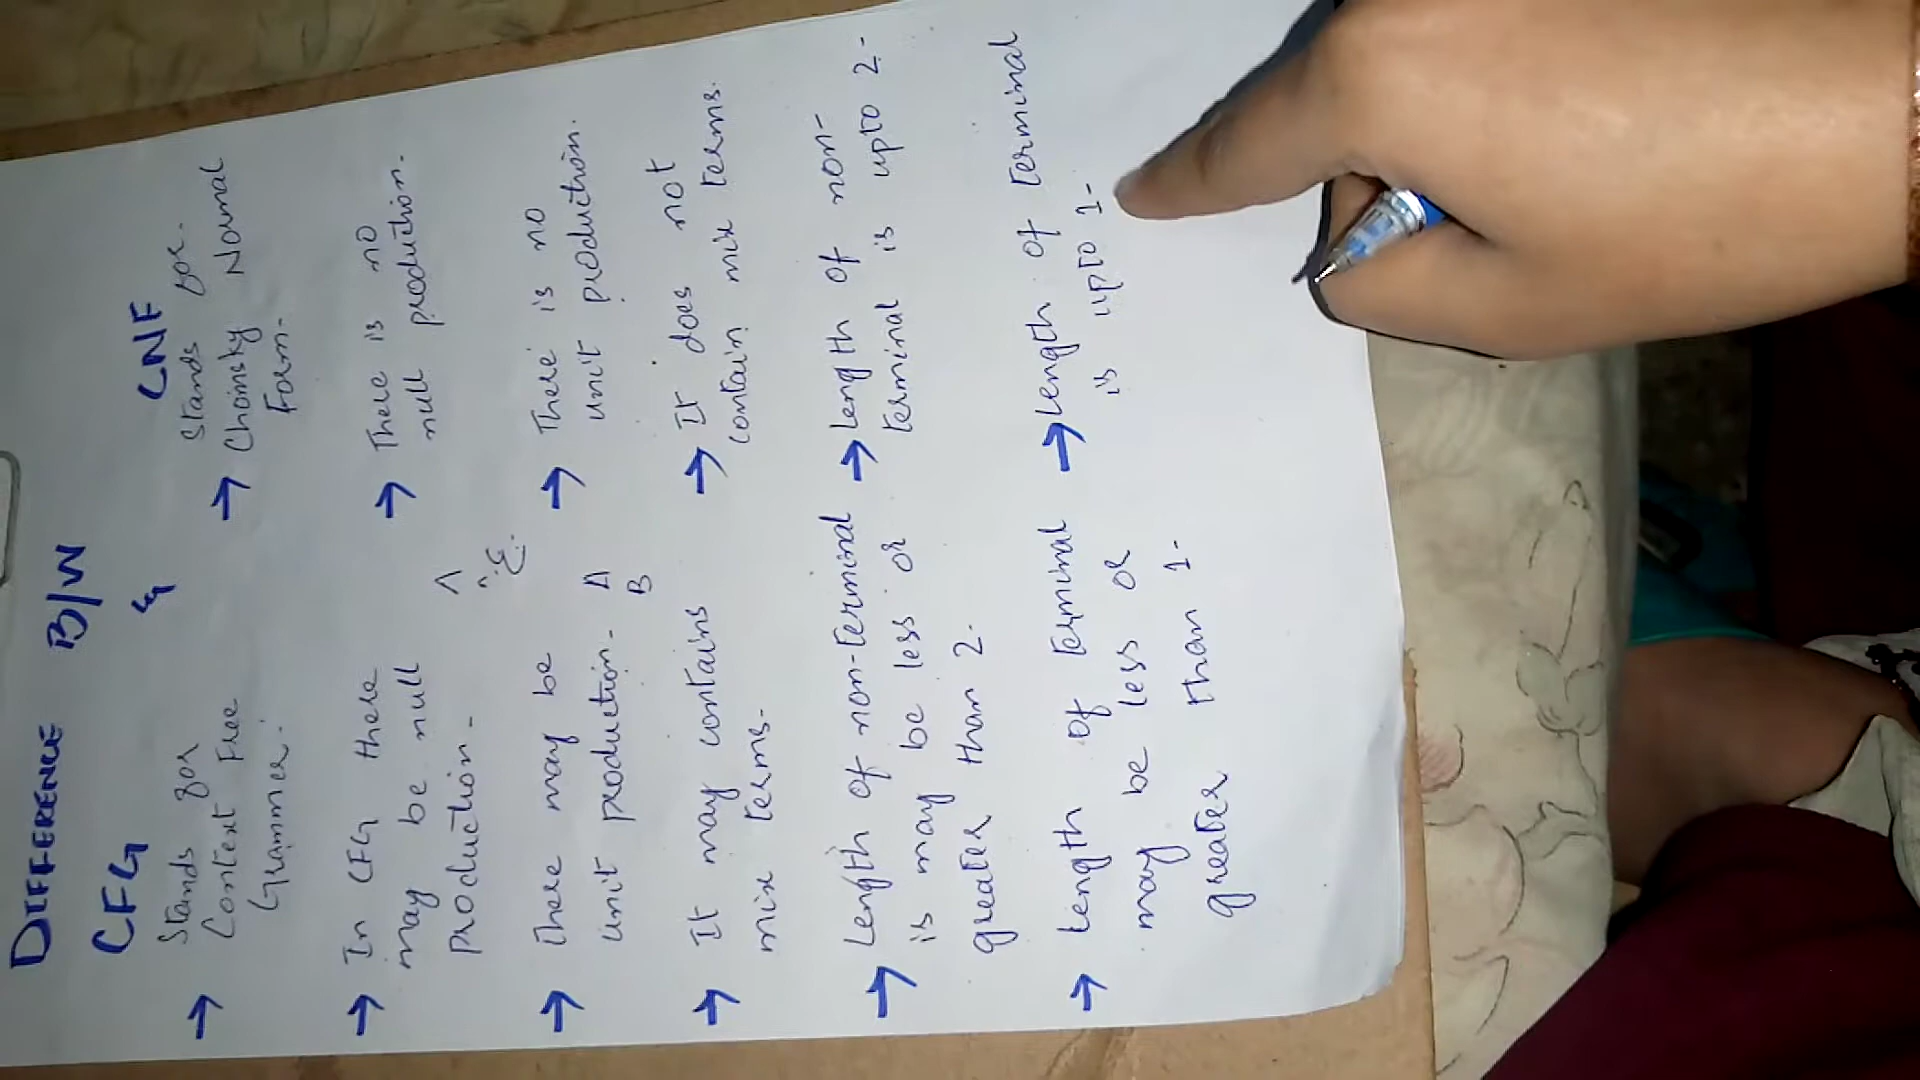 DIFFERENCE B/W
CFG & CNF
→ Stands for
Context Free
Grammer.
→ In CFG there
may be null
production.
^
^.ε.
→ There may be
unit production. A
B
→ It may contains
mix terms.
→ Length of non-terminal
is may be less or
greater than 2.
→ Length of terminal
may be less or
greater than 1.
Stands for.
→ Chomsky Normal
Form.
→ There is no
null production.
→ There is no
unit production.
→ It does not
contain mix terms.
→ Length of non-
terminal is upto 2.
→ Length of terminal
is upto 1.